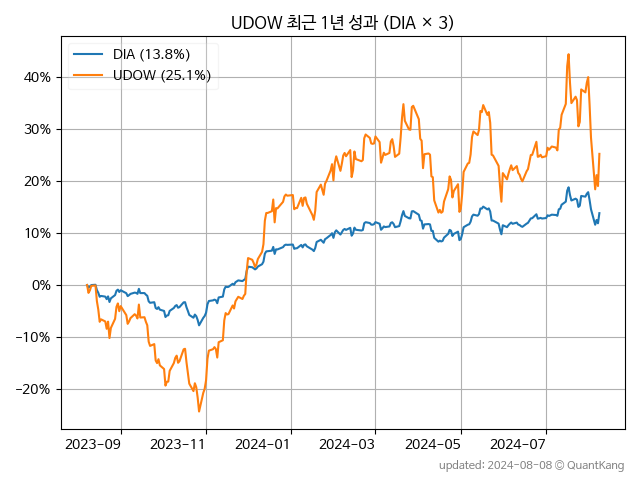 UDOW 최근 1년 성과 (DIA × 3)
DIA (13.8%)
UDOW (25.1%)
40%
30%
20%
10%
0%
−10%
−20%
2023-09 2023-11 2024-01 2024-03 2024-05 2024-07
updated: 2024-08-08 © QuantKang